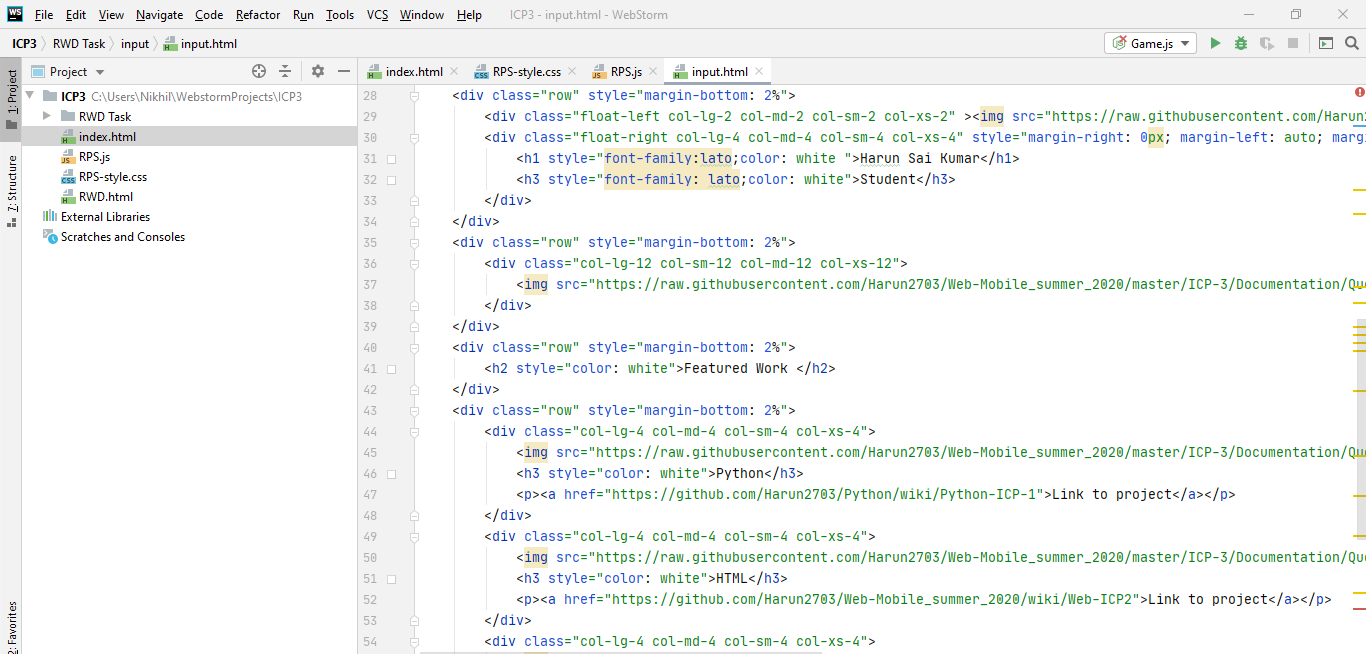 WS File Edit View Navigate Code Refactor Run Tools VCS Window Help ICP3 - input.html - WebStorm
ICP3 RWD Task input input.html Game.js
1: Project
7: Structure
2: Favorites
Project
ICP3 C:\Users\Nikhil\WebstormProjects\ICP3
RWD Task
index.html
RPS.js
RPS-style.css
RWD.html
External Libraries
Scratches and Consoles
index.html RPS-style.css RPS.js input.html
28 <div class="row" style="margin-bottom: 2%">
29 <div class="float-left col-lg-2 col-md-2 col-sm-2 col-xs-2" ><img src="https://raw.githubusercontent.com/Harun2
30 <div class="float-right col-lg-4 col-md-4 col-sm-4 col-xs-4" style="margin-right: 0px; margin-left: auto; marg
31 <h1 style="font-family:lato;color: white ">Harun Sai Kumar</h1>
32 <h3 style="font-family: lato;color: white">Student</h3>
33 </div>
34 </div>
35 <div class="row" style="margin-bottom: 2%">
36 <div class="col-lg-12 col-sm-12 col-md-12 col-xs-12">
37 <img src="https://raw.githubusercontent.com/Harun2703/Web-Mobile_summer_2020/master/ICP-3/Documentation/Que
38 </div>
39 </div>
40 <div class="row" style="margin-bottom: 2%">
41 <h2 style="color: white">Featured Work </h2>
42 </div>
43 <div class="row" style="margin-bottom: 2%">
44 <div class="col-lg-4 col-md-4 col-sm-4 col-xs-4">
45 <img src="https://raw.githubusercontent.com/Harun2703/Web-Mobile_summer_2020/master/ICP-3/Documentation/Que
46 <h3 style="color: white">Python</h3>
47 <p><a href="https://github.com/Harun2703/Python/wiki/Python-ICP-1">Link to project</a></p>
48 </div>
49 <div class="col-lg-4 col-md-4 col-sm-4 col-xs-4">
50 <img src="https://raw.githubusercontent.com/Harun2703/Web-Mobile_summer_2020/master/ICP-3/Documentation/Que
51 <h3 style="color: white">HTML</h3>
52 <p><a href="https://github.com/Harun2703/Web-Mobile_summer_2020/wiki/Web-ICP2">Link to project</a></p>
53 </div>
54 <div class="col-lg-4 col-md-4 col-sm-4 col-xs-4">